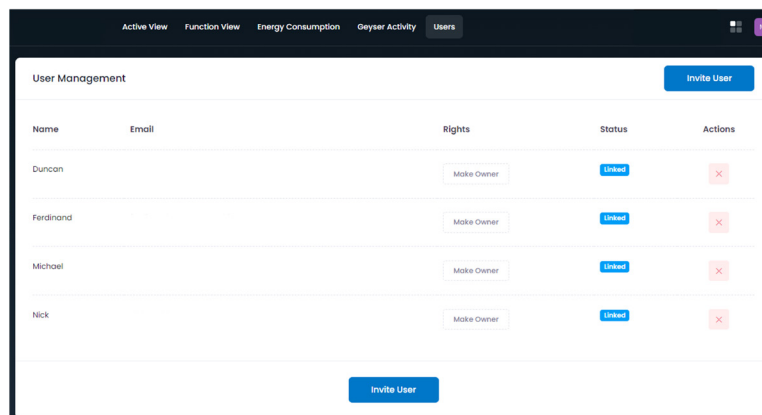 Active View Function View Energy Consumption Geyser Activity Users
User Management Invite User
Name Email Rights Status Actions
Duncan Make Owner Linked
Ferdinand Make Owner Linked
Michael Make Owner Linked
Nick Make Owner Linked
Invite User